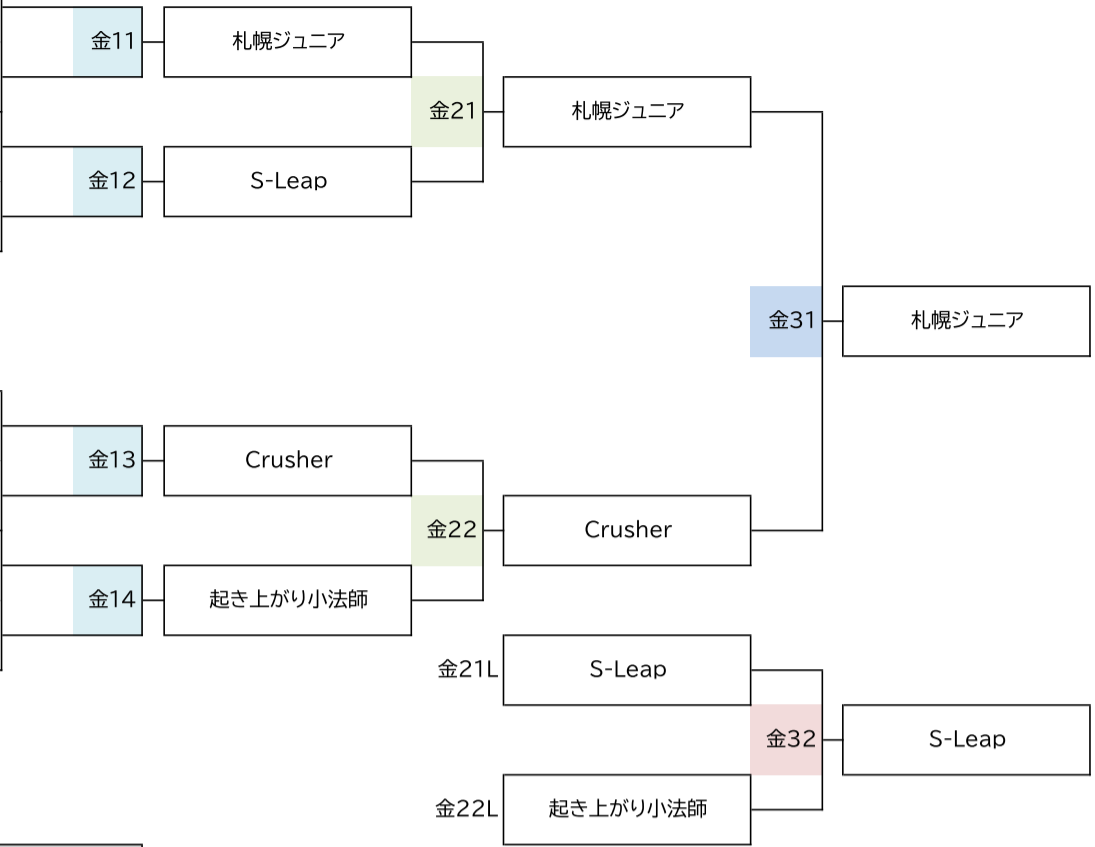 金11 札幌ジュニア
金21 札幌ジュニア
金12 S-Leap
金31 札幌ジュニア
金13 Crusher
金22 Crusher
金14 起き上がり小法師
金21L S-Leap
金32 S-Leap
金22L 起き上がり小法師